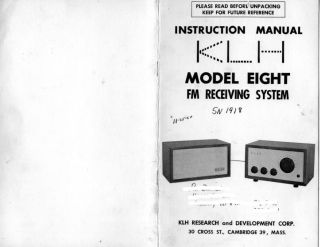 PLEASE READ BEFORE UNPACKING
KEEP FOR FUTURE REFERENCE
INSTRUCTION MANUAL
KLH
MODEL EIGHT
FM RECEIVING SYSTEM
SN 1918
KLH RESEARCH and DEVELOPMENT CORP.
30 CROSS ST., CAMBRIDGE 39, MASS.